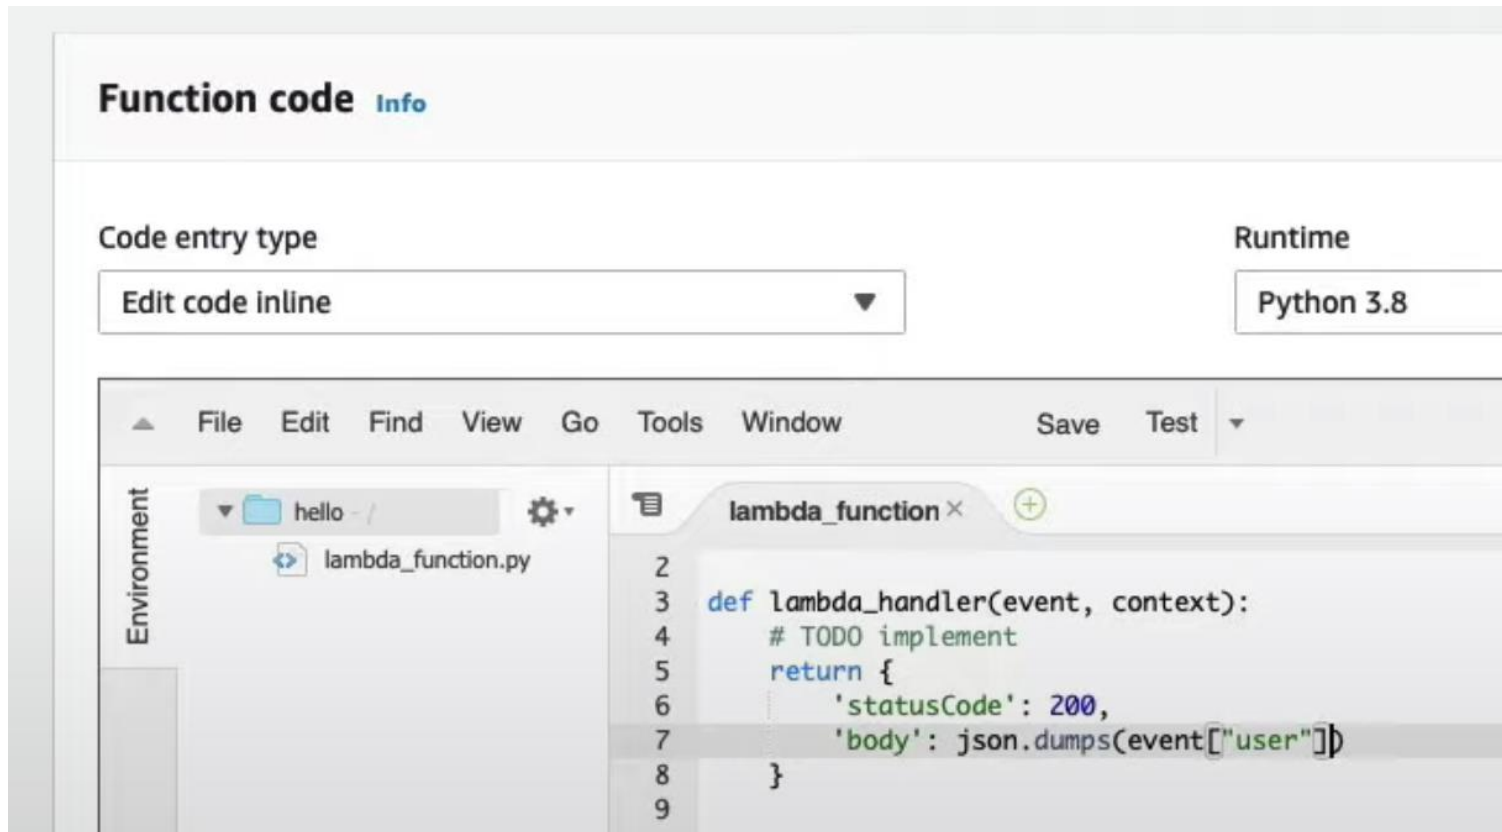 Function code Info
Code entry type
Runtime
Edit code inline
Python 3.8
File Edit Find View Go Tools Window Save Test
Environment
hello - /
lambda_function.py
lambda_function
2
3 def lambda_handler(event, context):
4 # TODO implement
5 return {
6 'statusCode': 200,
7 'body': json.dumps(event["user"])
8 }
9